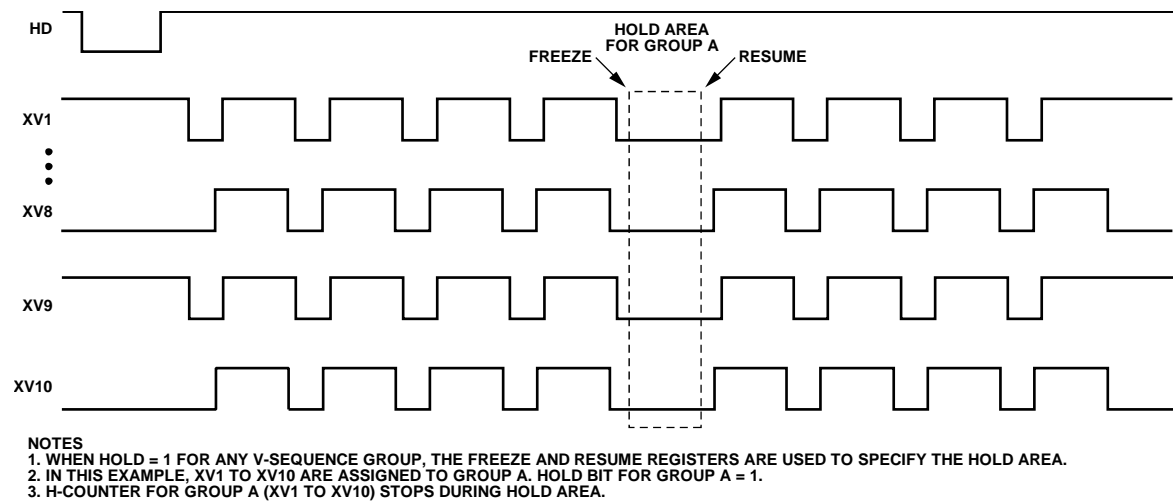 HD
HOLD AREA
FOR GROUP A
FREEZE
RESUME
XV1
XV8
XV9
XV10
NOTES
1. WHEN HOLD = 1 FOR ANY V-SEQUENCE GROUP, THE FREEZE AND RESUME REGISTERS ARE USED TO SPECIFY THE HOLD AREA.
2. IN THIS EXAMPLE, XV1 TO XV10 ARE ASSIGNED TO GROUP A. HOLD BIT FOR GROUP A = 1.
3. H-COUNTER FOR GROUP A (XV1 TO XV10) STOPS DURING HOLD AREA.